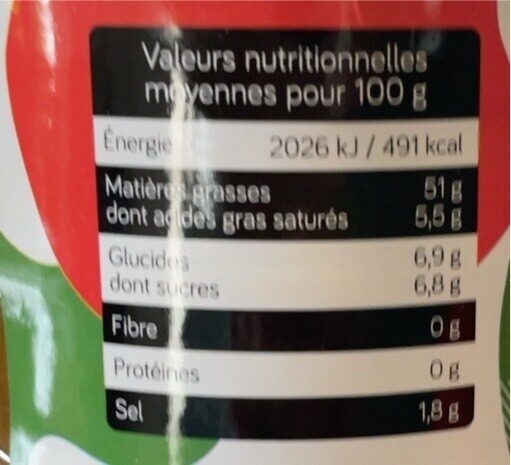 Valeurs nutritionnelles
moyennes pour 100 g
Énergie 2026 kJ / 491 kcal
Matières grasses 51 g
dont acides gras saturés 5,5 g
Glucides 6,9 g
dont sucres 6,8 g
Fibre 0 g
Protéines 0 g
Sel 1,8 g